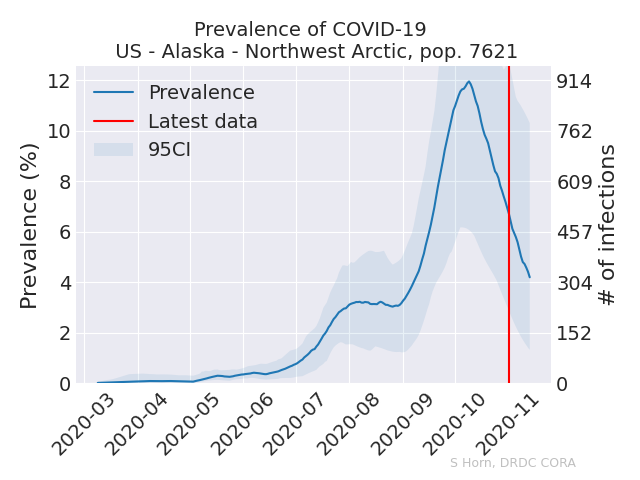 Prevalence of COVID-19
US - Alaska - Northwest Arctic, pop. 7621
Prevalence
Latest data
95CI
Prevalence (%)
12
10
8
6
4
2
0
914
762
609
457
304
152
0
# of infections
2020-03
2020-04
2020-05
2020-06
2020-07
2020-08
2020-09
2020-10
2020-11
S Horn, DRDC CORA